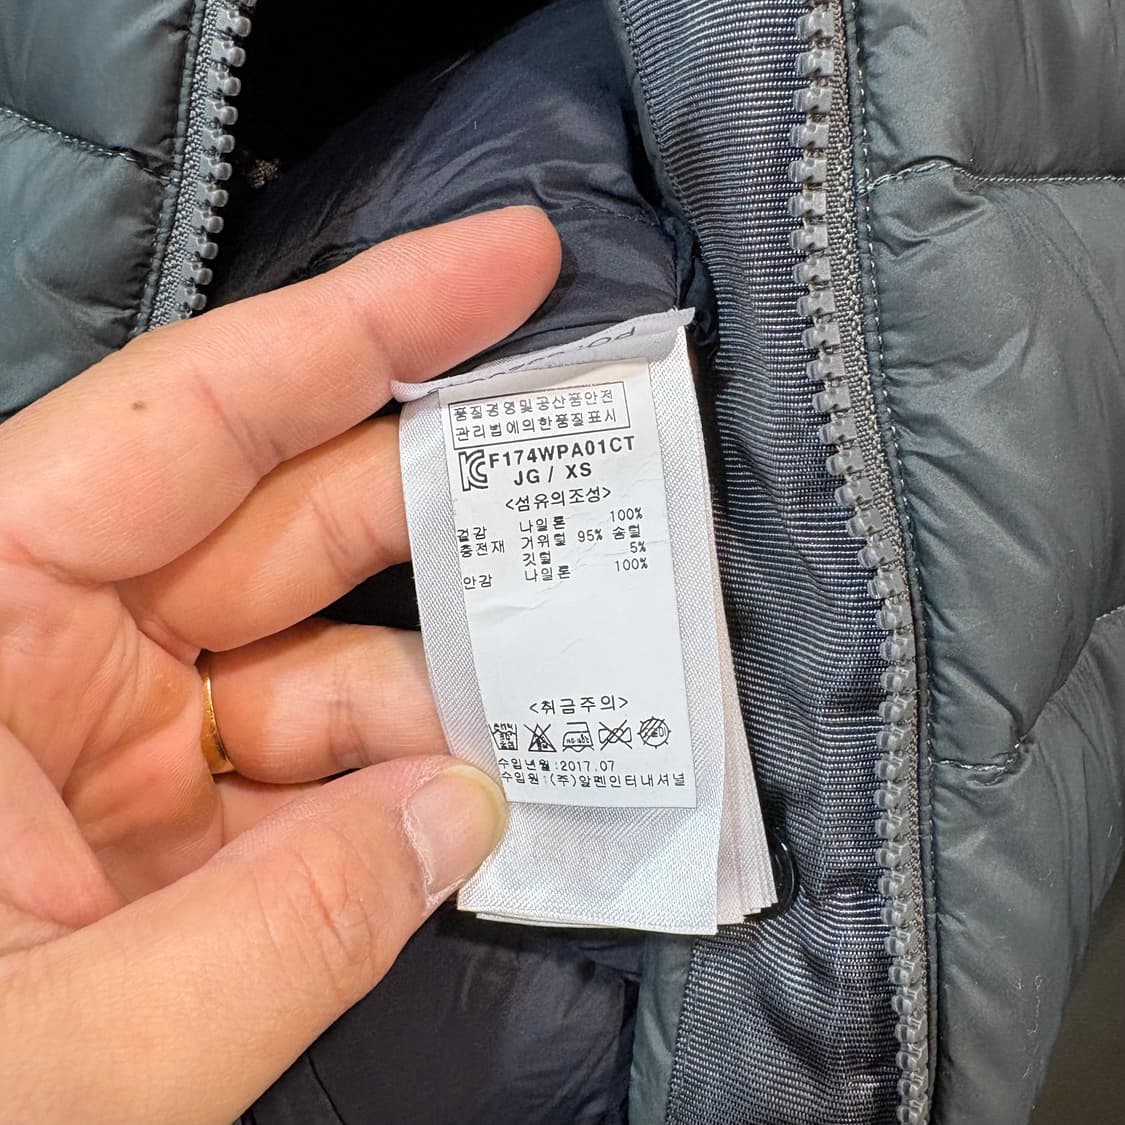 품질경영및공산품안전
관리법에의한품질표시
F174WPA01CT
JG / XS
<섬유의조성>
겉감 나일론 100%
충전재 거위털 95% 솜털
깃털 5%
안감 나일론 100%
<취급주의>
수입년월:2017.07
수입원:(주)알펜인터내셔널